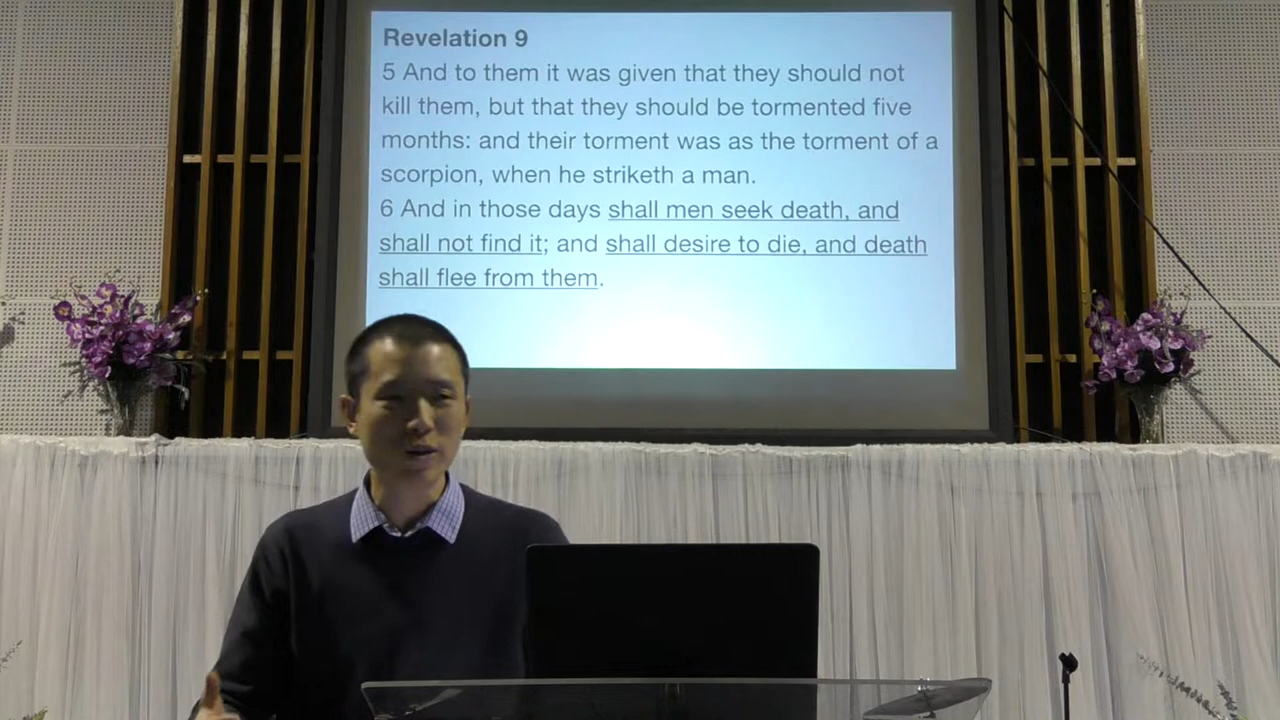 Revelation 9
5 And to them it was given that they should not
kill them, but that they should be tormented five
months: and their torment was as the torment of a
scorpion, when he striketh a man.
6 And in those days shall men seek death, and
shall not find it; and shall desire to die, and death
shall flee from them.